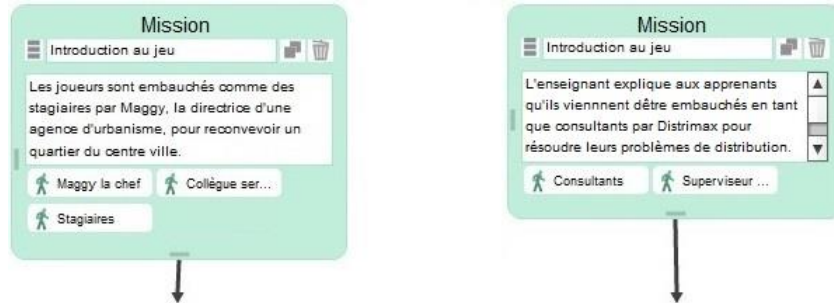 Mission
Introduction au jeu
Les joueurs sont embauchés comme des
stagiaires par Maggy, la directrice d'une
agence d'urbanisme, pour reconvevoir un
quartier du centre ville.
Maggy la chef
Collègue ser...
Stagiaires
Mission
Introduction au jeu
L'enseignant explique aux apprenants
qu'ils viennnent dêtre embauchés en tant
que consultants par Distrimax pour
résoudre leurs problèmes de distribution.
Consultants
Superviseur ...